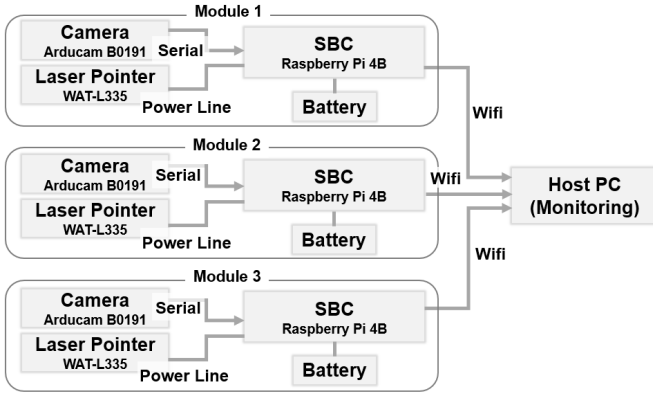 Module 1
Camera
Arducam B0191
Serial
Laser Pointer
WAT-L335
Power Line
SBC
Raspberry Pi 4B
Battery
Wifi
Module 2
Camera
Arducam B0191
Serial
Laser Pointer
WAT-L335
Power Line
SBC
Raspberry Pi 4B
Battery
Wifi
Host PC
(Monitoring)
Module 3
Camera
Arducam B0191
Serial
Laser Pointer
WAT-L335
Power Line
SBC
Raspberry Pi 4B
Battery
Wifi